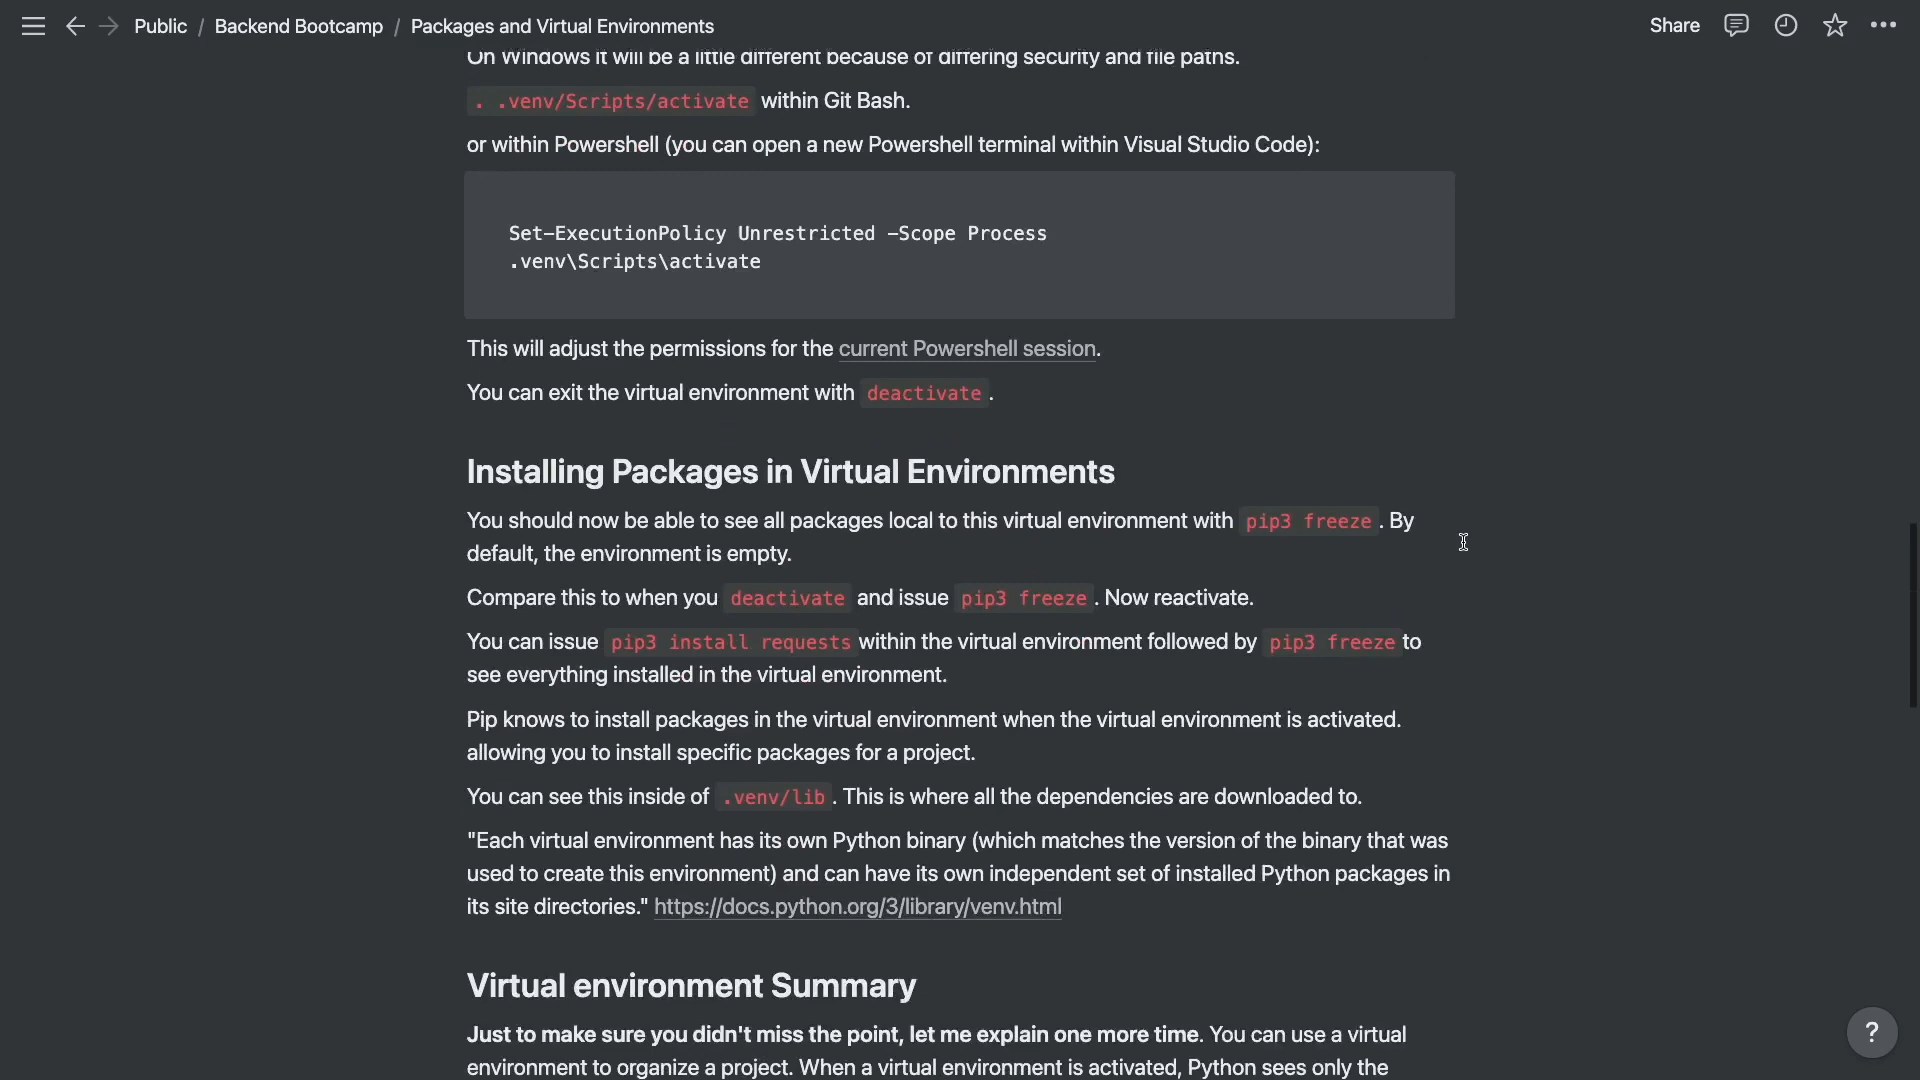 Public / Backend Bootcamp / Packages and Virtual Environments
Share
On Windows it will be a little different because of differing security and file paths.
. .venv/Scripts/activate within Git Bash.
or within Powershell (you can open a new Powershell terminal within Visual Studio Code):
Set-ExecutionPolicy Unrestricted -Scope Process
.venv\Scripts\activate
This will adjust the permissions for the current Powershell session.
You can exit the virtual environment with deactivate .
Installing Packages in Virtual Environments
You should now be able to see all packages local to this virtual environment with pip3 freeze . By
default, the environment is empty.
Compare this to when you deactivate and issue pip3 freeze . Now reactivate.
You can issue pip3 install requests within the virtual environment followed by pip3 freeze to
see everything installed in the virtual environment.
Pip knows to install packages in the virtual environment when the virtual environment is activated.
allowing you to install specific packages for a project.
You can see this inside of .venv/lib . This is where all the dependencies are downloaded to.
"Each virtual environment has its own Python binary (which matches the version of the binary that was
used to create this environment) and can have its own independent set of installed Python packages in
its site directories." https://docs.python.org/3/library/venv.html
Virtual environment Summary
Just to make sure you didn't miss the point, let me explain one more time. You can use a virtual
environment to organize a project. When a virtual environment is activated, Python sees only the
?